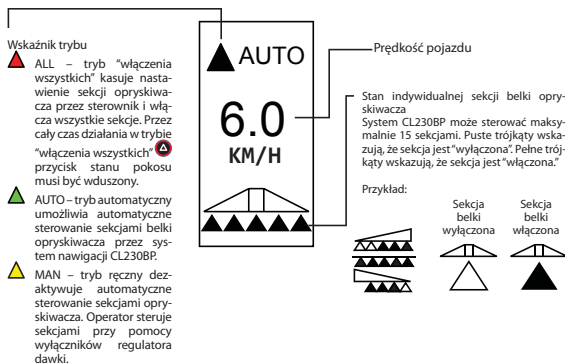 Wskaźnik trybu
ALL – tryb "włączenia
wszystkich" kasuje nasta-
wienie sekcji opryskiwa-
cza przez sterownik i włą-
cza wszystkie sekcje. Przez
cały czas działania w trybie
"włączenia wszystkich"
przycisk stanu pokosu
musi być wduszony.
AUTO – tryb automatyczny
umożliwia automatyczne
sterowanie sekcjami belki
opryskiwacza przez sys-
tem nawigacji CL230BP.
MAN – tryb ręczny dez-
aktywuje automatyczne
sterowanie sekcjami opry-
skiwacza. Operator steruje
sekcjami przy pomocy
wyłączników regulatora
dawki.
AUTO
6.0
KM/H
Prędkość pojazdu
Stan indywidualnej sekcji belki opry-
skiwacza
System CL230BP może sterować maksy-
malnie 15 sekcjami. Puste trójkąty wska-
zują, że sekcja jest "wyłączona". Pełne trój-
kąty wskazują, że sekcja jest "włączona."
Przykład:
Sekcja
belki
wyłączona
Sekcja
belki
włączona